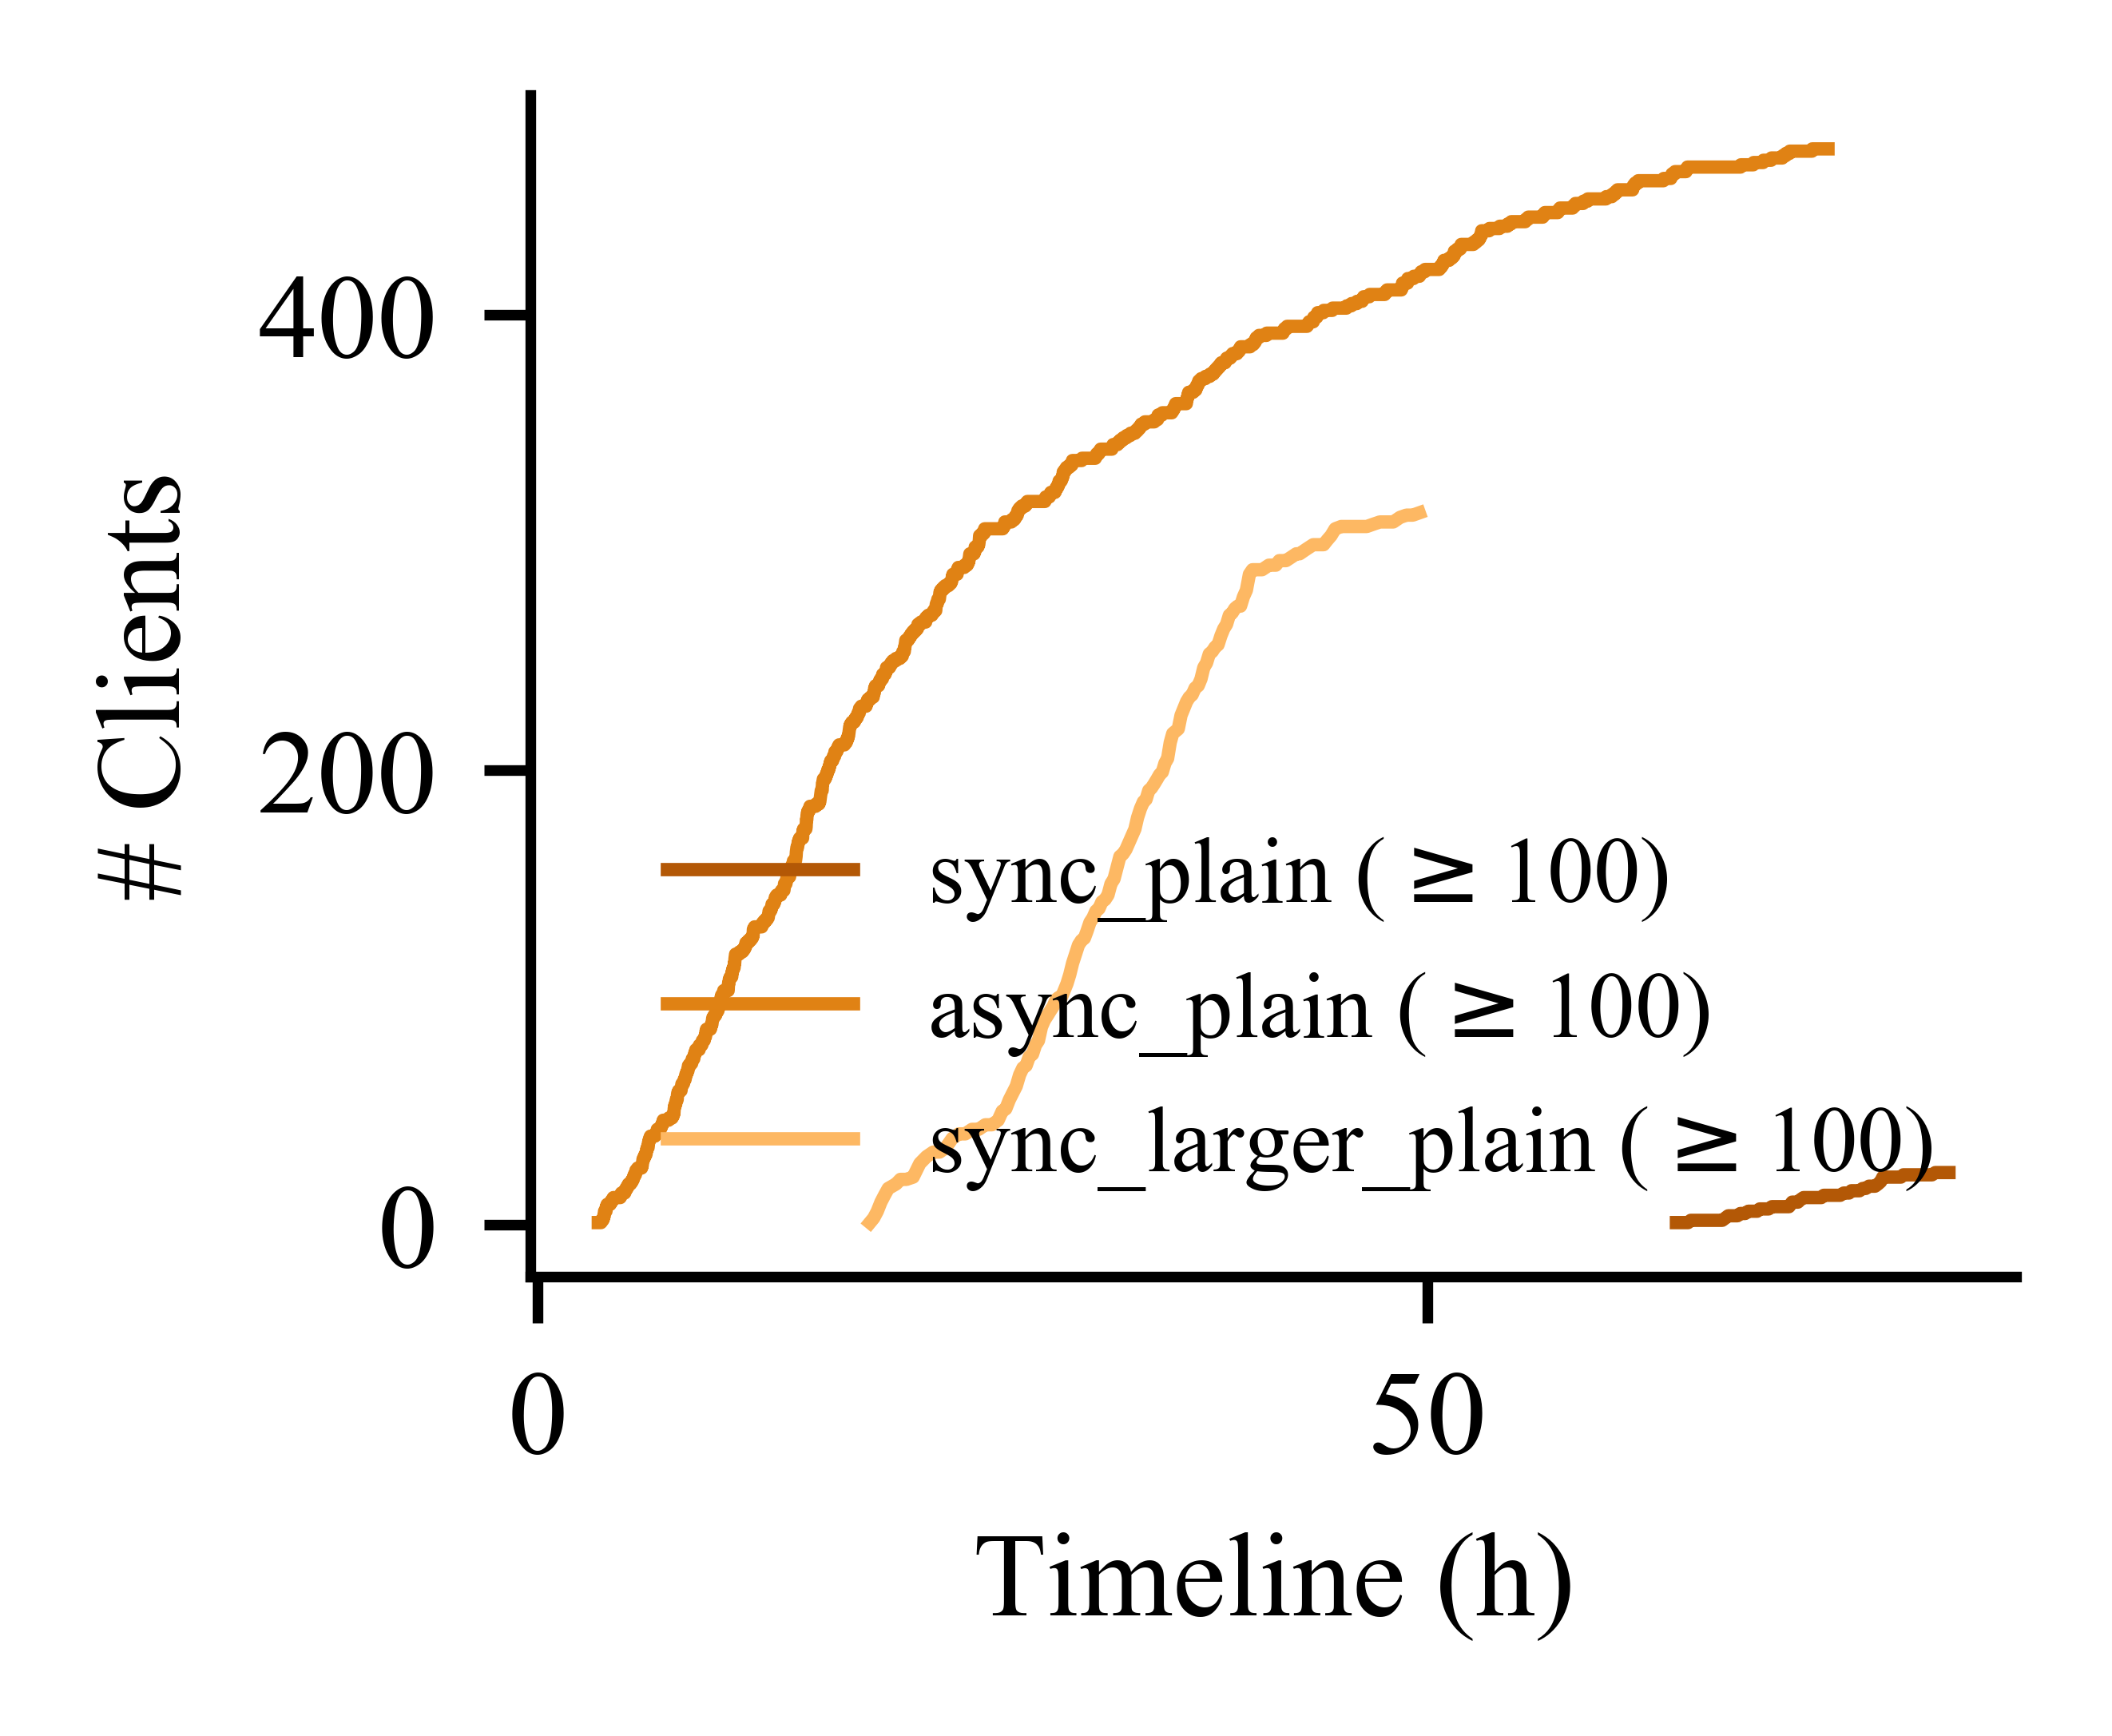 400
200
0
# Clients
sync_plain ( ≥ 100)
async_plain ( ≥ 100)
sync_larger_plain ( ≥ 100)
0
50
Timeline (h)